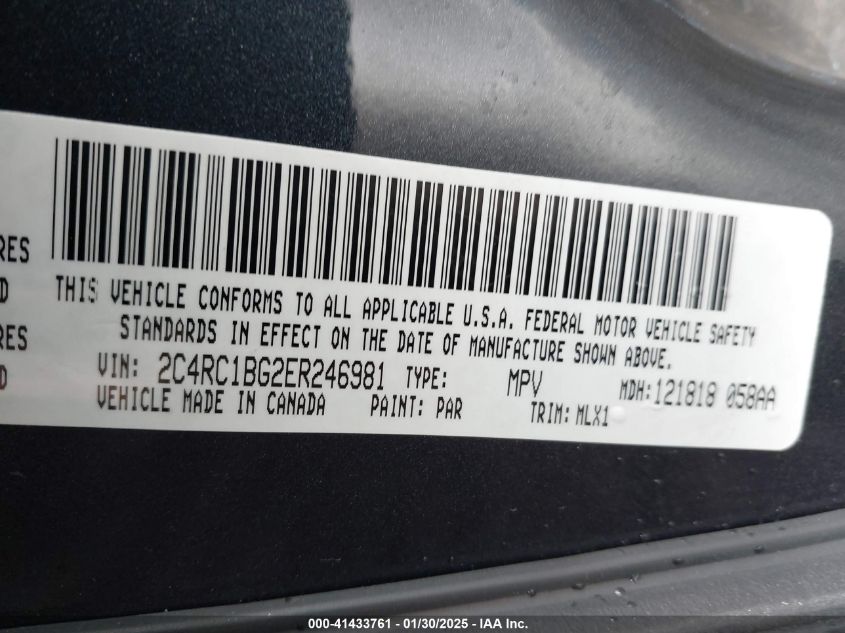 RES
D
RES
D
THIS VEHICLE CONFORMS TO ALL APPLICABLE U.S.A. FEDERAL MOTOR VEHICLE SAFETY
STANDARDS IN EFFECT ON THE DATE OF MANUFACTURE SHOWN ABOVE.
VIN: 2C4RC1BG2ER246981 TYPE: MPV MDH: 121818 058AA
VEHICLE MADE IN CANADA PAINT: PAR TRIM: MLX1
000-41433761 - 01/30/2025 - IAA Inc.